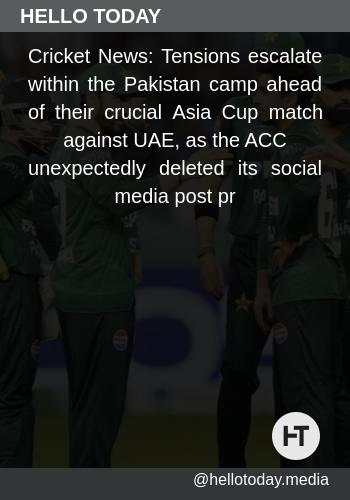 HELLO TODAY
Cricket News: Tensions escalate
within the Pakistan camp ahead
of their crucial Asia Cup match
against UAE, as the ACC
unexpectedly deleted its social
media post pr
HT
@hellotoday.media